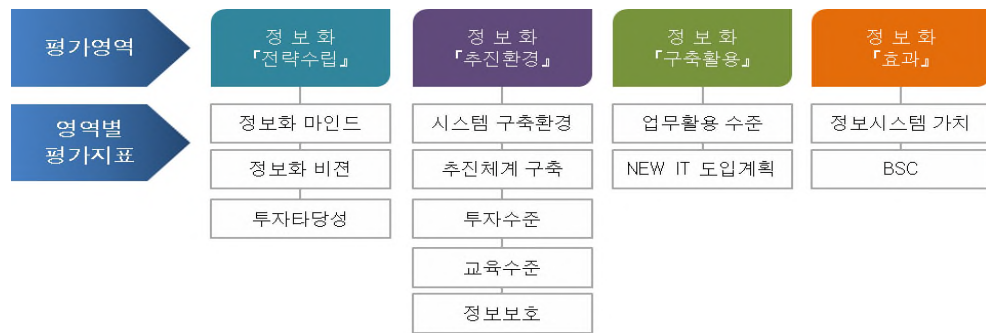 평가영역
정 보 화
『전략수립』
정 보 화
『추진환경』
정 보 화
『구축활용』
정 보 화
『효과』
영역별
평가지표
정보화 마인드
시스템 구축환경
업무활용 수준
정보시스템 가치
정보화 비젼
추진체계 구축
NEW IT 도입계획
BSC
투자타당성
투자수준
교육수준
정보보호